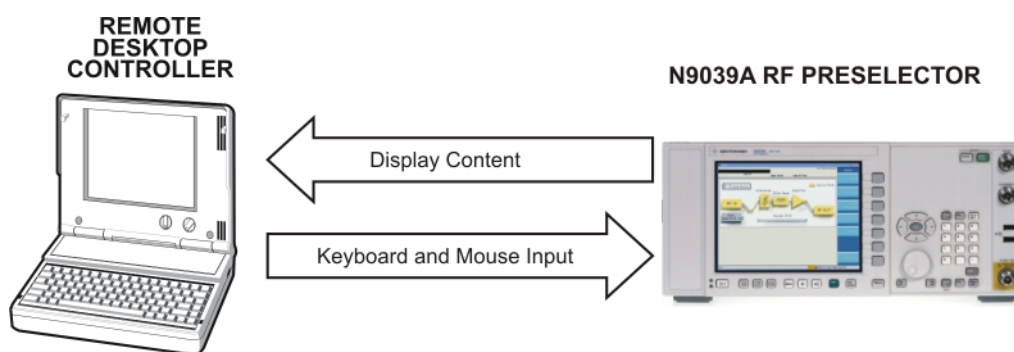 REMOTE
DESKTOP
CONTROLLER
N9039A RF PRESELECTOR
Display Content
Keyboard and Mouse Input